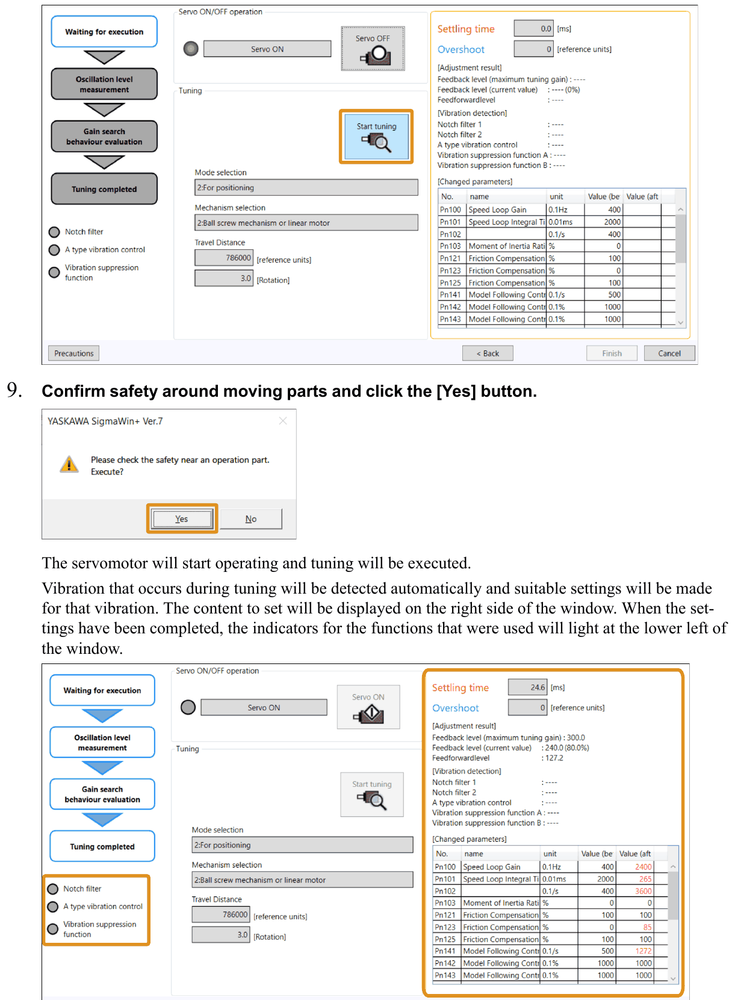 Waiting for execution
Oscillation level
measurement
Gain search
behaviour evaluation
Tuning completed
Notch filter
A type vibration control
Vibration suppression
function
Servo ON/OFF operation
Servo ON
Servo OFF
Tuning
Start tuning
Mode selection
2:For positioning
Mechanism selection
2:Ball screw mechanism or linear motor
Travel Distance
786000 [reference units]
3.0 [Rotation]
Settling time 0.0 [ms]
Overshoot 0 [reference units]
[Adjustment result]
Feedback level (maximum tuning gain) : ----
Feedback level (current value) : ---- (0%)
Feedforwardlevel : ----
[Vibration detection]
Notch filter 1 : ----
Notch filter 2 : ----
A type vibration control : ----
Vibration suppression function A : ----
Vibration suppression function B : ----
[Changed parameters]
No. name unit Value (be Value (aft
Pn100 Speed Loop Gain 0.1Hz 400
Pn101 Speed Loop Integral Ti 0.01ms 2000
Pn102 0.1/s 400
Pn103 Moment of Inertia Rati % 0
Pn121 Friction Compensation % 100
Pn123 Friction Compensation % 0
Pn125 Friction Compensation % 100
Pn141 Model Following Contr 0.1/s 500
Pn142 Model Following Contr 0.1% 1000
Pn143 Model Following Contr 0.1% 1000
Precautions
< Back
Finish
Cancel
9. Confirm safety around moving parts and click the [Yes] button.
YASKAWA SigmaWin+ Ver.7
Please check the safety near an operation part.
Execute?
Yes
No
The servomotor will start operating and tuning will be executed.
Vibration that occurs during tuning will be detected automatically and suitable settings will be made
for that vibration. The content to set will be displayed on the right side of the window. When the set-
tings have been completed, the indicators for the functions that were used will light at the lower left of
the window.
Waiting for execution
Oscillation level
measurement
Gain search
behaviour evaluation
Tuning completed
Notch filter
A type vibration control
Vibration suppression
function
Servo ON/OFF operation
Servo ON
Servo ON
Tuning
Start tuning
Mode selection
2:For positioning
Mechanism selection
2:Ball screw mechanism or linear motor
Travel Distance
786000 [reference units]
3.0 [Rotation]
Settling time 24.6 [ms]
Overshoot 0 [reference units]
[Adjustment result]
Feedback level (maximum tuning gain) : 300.0
Feedback level (current value) : 240.0 (80.0%)
Feedforwardlevel : 127.2
[Vibration detection]
Notch filter 1 : ----
Notch filter 2 : ----
A type vibration control : ----
Vibration suppression function A : ----
Vibration suppression function B : ----
[Changed parameters]
No. name unit Value (be Value (aft
Pn100 Speed Loop Gain 0.1Hz 400 2400
Pn101 Speed Loop Integral Ti 0.01ms 2000 265
Pn102 0.1/s 400 3600
Pn103 Moment of Inertia Rati % 0 0
Pn121 Friction Compensation % 100 100
Pn123 Friction Compensation % 0 85
Pn125 Friction Compensation % 100 100
Pn141 Model Following Contr 0.1/s 500 1272
Pn142 Model Following Contr 0.1% 1000 1000
Pn143 Model Following Contr 0.1% 1000 1000